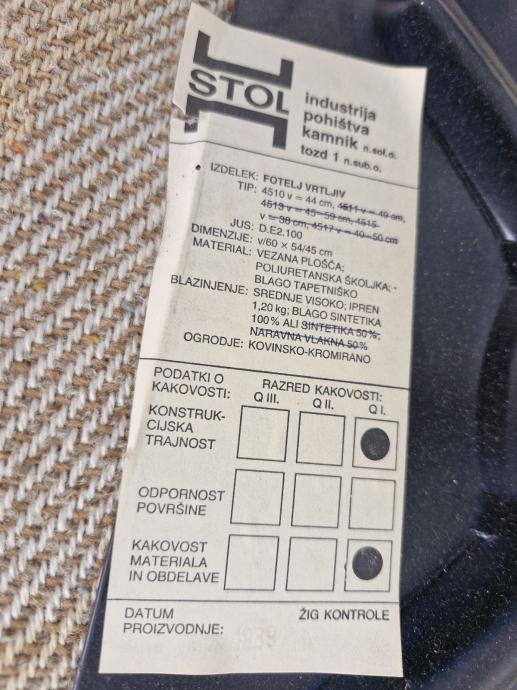 STOL
industrija
pohištva
kamnik n.sol.o.
tozd 1 n.sub.o.
IZDELEK: FOTELJ VRTLJIV
TIP: 4510 v = 44 cm, 4511 v = 49 cm,
4513 v = 45–59 cm, 4515
v = 38 cm, 4517 v = 40–50 cm
JUS: D.E2.100
DIMENZIJE: v/60 × 54/45 cm
MATERIAL: VEZANA PLOŠČA;
POLIURETANSKA ŠKOLJKA; -
BLAGO TAPETNIŠKO
BLAZINJENJE: SREDNJE VISOKO; IPREN
1,20 kg; BLAGO SINTETIKA
100% ALI SINTETIKA 50%,
NARAVNA VLAKNA 50%
OGRODJE: KOVINSKO-KROMIRANO
PODATKI O KAKOVOSTI:
RAZRED KAKOVOSTI:
Q III. Q II. Q I.
KONSTRUK-
CIJSKA
TRAJNOST
ODPORNOST
POVRŠINE
KAKOVOST
MATERIALA
IN OBDELAVE
DATUM
PROIZVODNJE:
ŽIG KONTROLE